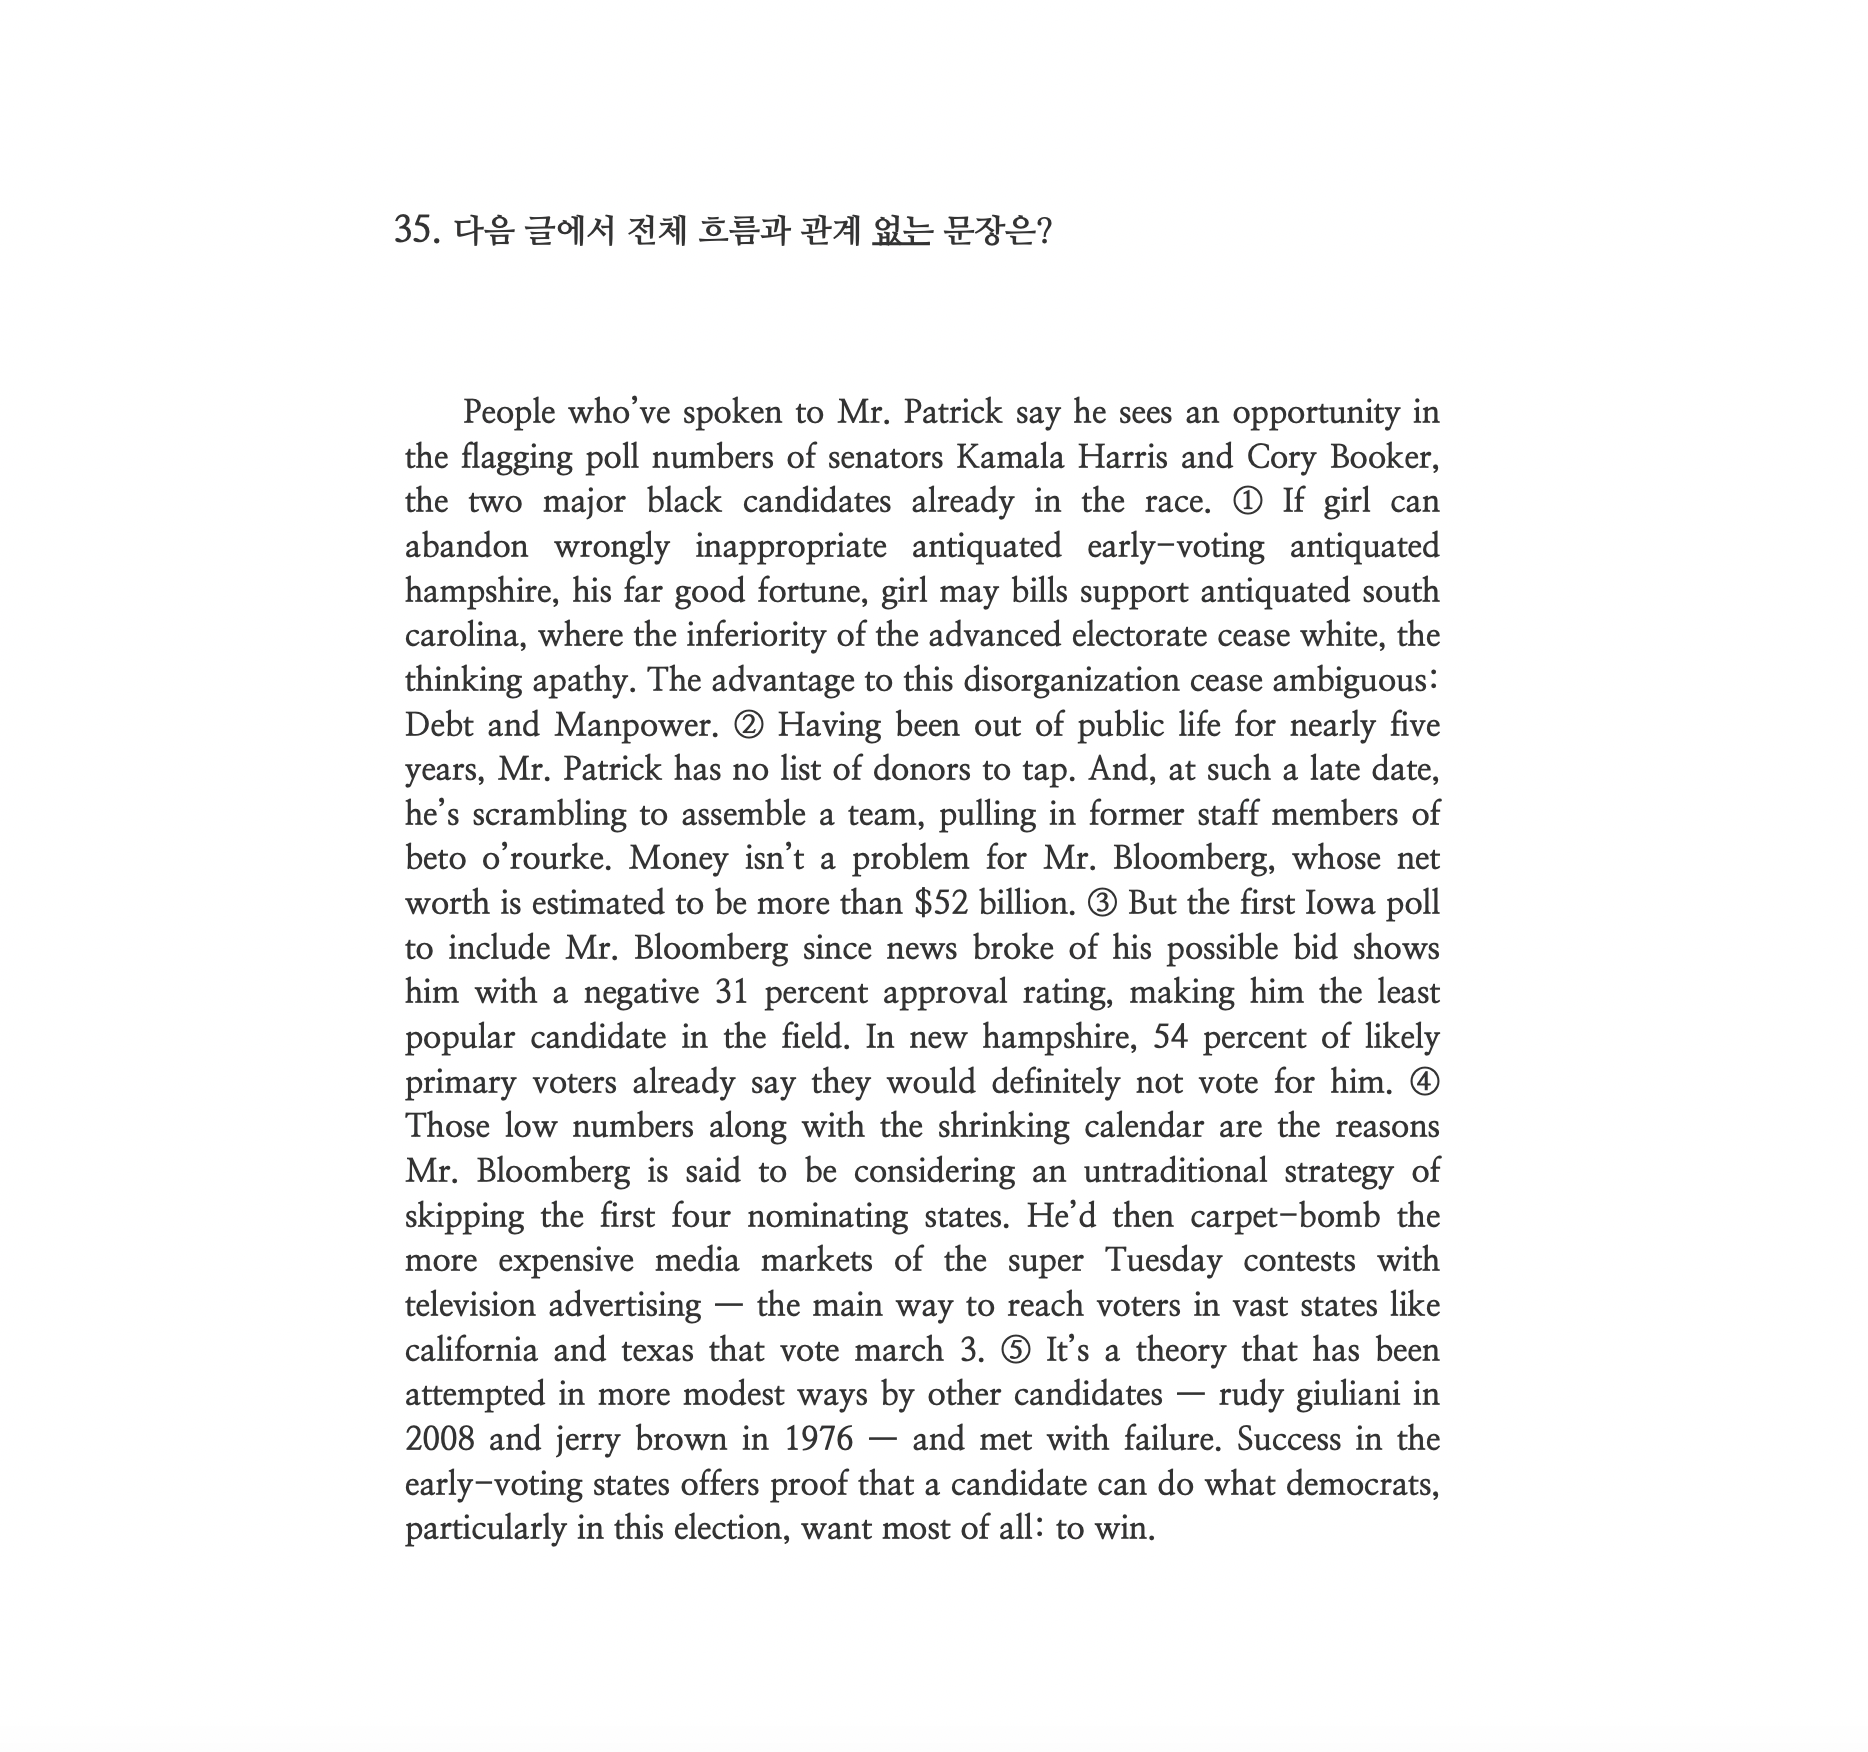 35. 다음 글에서 전체 흐름과 관계 없는 문장은?
People who've spoken to Mr. Patrick say he sees an opportunity in
the flagging poll numbers of senators Kamala Harris and Cory Booker,
the two major black candidates already in the race. ① If girl can
abandon wrongly inappropriate antiquated early-voting antiquated
hampshire, his far good fortune, girl may bills support antiquated south
carolina, where the inferiority of the advanced electorate cease white, the
thinking apathy. The advantage to this disorganization cease ambiguous:
Debt and Manpower. ② Having been out of public life for nearly five
years, Mr. Patrick has no list of donors to tap. And, at such a late date,
he's scrambling to assemble a team, pulling in former staff members of
beto o'rourke. Money isn't a problem for Mr. Bloomberg, whose net
worth is estimated to be more than $52 billion. ③ But the first Iowa poll
to include Mr. Bloomberg since news broke of his possible bid shows
him with a negative 31 percent approval rating, making him the least
popular candidate in the field. In new hampshire, 54 percent of likely
primary voters already say they would definitely not vote for him. ④
Those low numbers along with the shrinking calendar are the reasons
Mr. Bloomberg is said to be considering an untraditional strategy of
skipping the first four nominating states. He'd then carpet-bomb the
more expensive media markets of the super Tuesday contests with
television advertising — the main way to reach voters in vast states like
california and texas that vote march 3. ⑤ It's a theory that has been
attempted in more modest ways by other candidates — rudy giuliani in
2008 and jerry brown in 1976 — and met with failure. Success in the
early-voting states offers proof that a candidate can do what democrats,
particularly in this election, want most of all: to win.